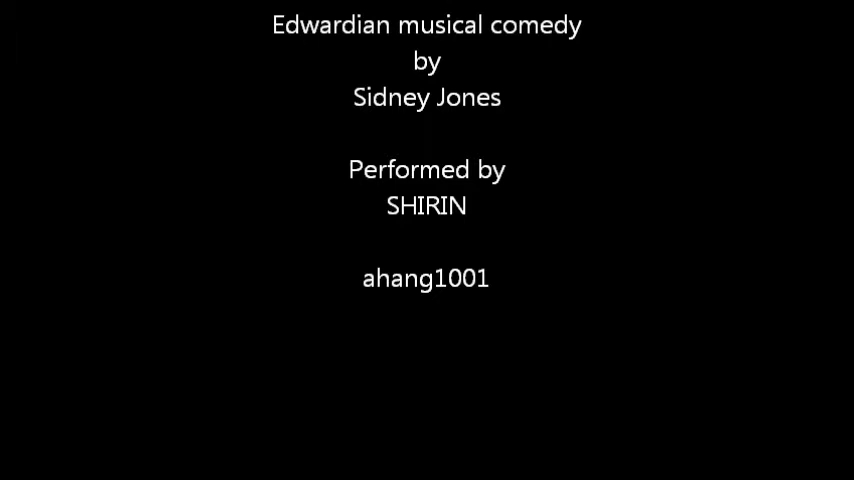 Edwardian musical comedy
by
Sidney Jones
Performed by
SHIRIN
ahang1001